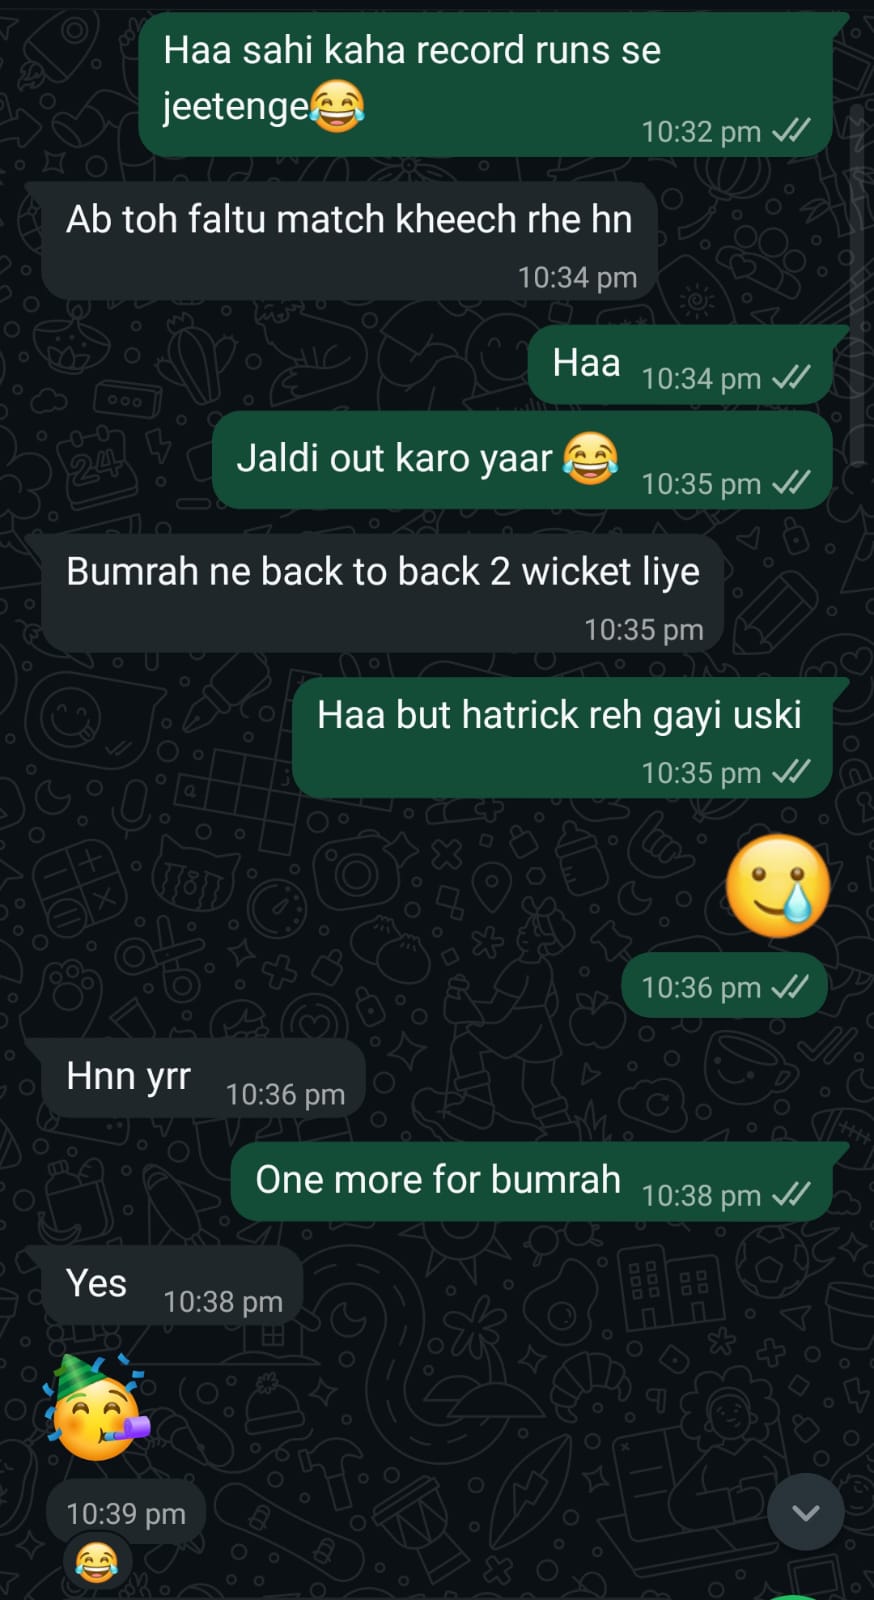 Haa sahi kaha record runs se
jeetenge😂
10:32 pm
Ab toh faltu match kheech rhe hn
10:34 pm
Haa 10:34 pm
Jaldi out karo yaar 😂 10:35 pm
Bumrah ne back to back 2 wicket liye
10:35 pm
Haa but hatrick reh gayi uski
10:35 pm
🥲
10:36 pm
Hnn yrr 10:36 pm
One more for bumrah 10:38 pm
Yes 10:38 pm
🥳
10:39 pm
😂